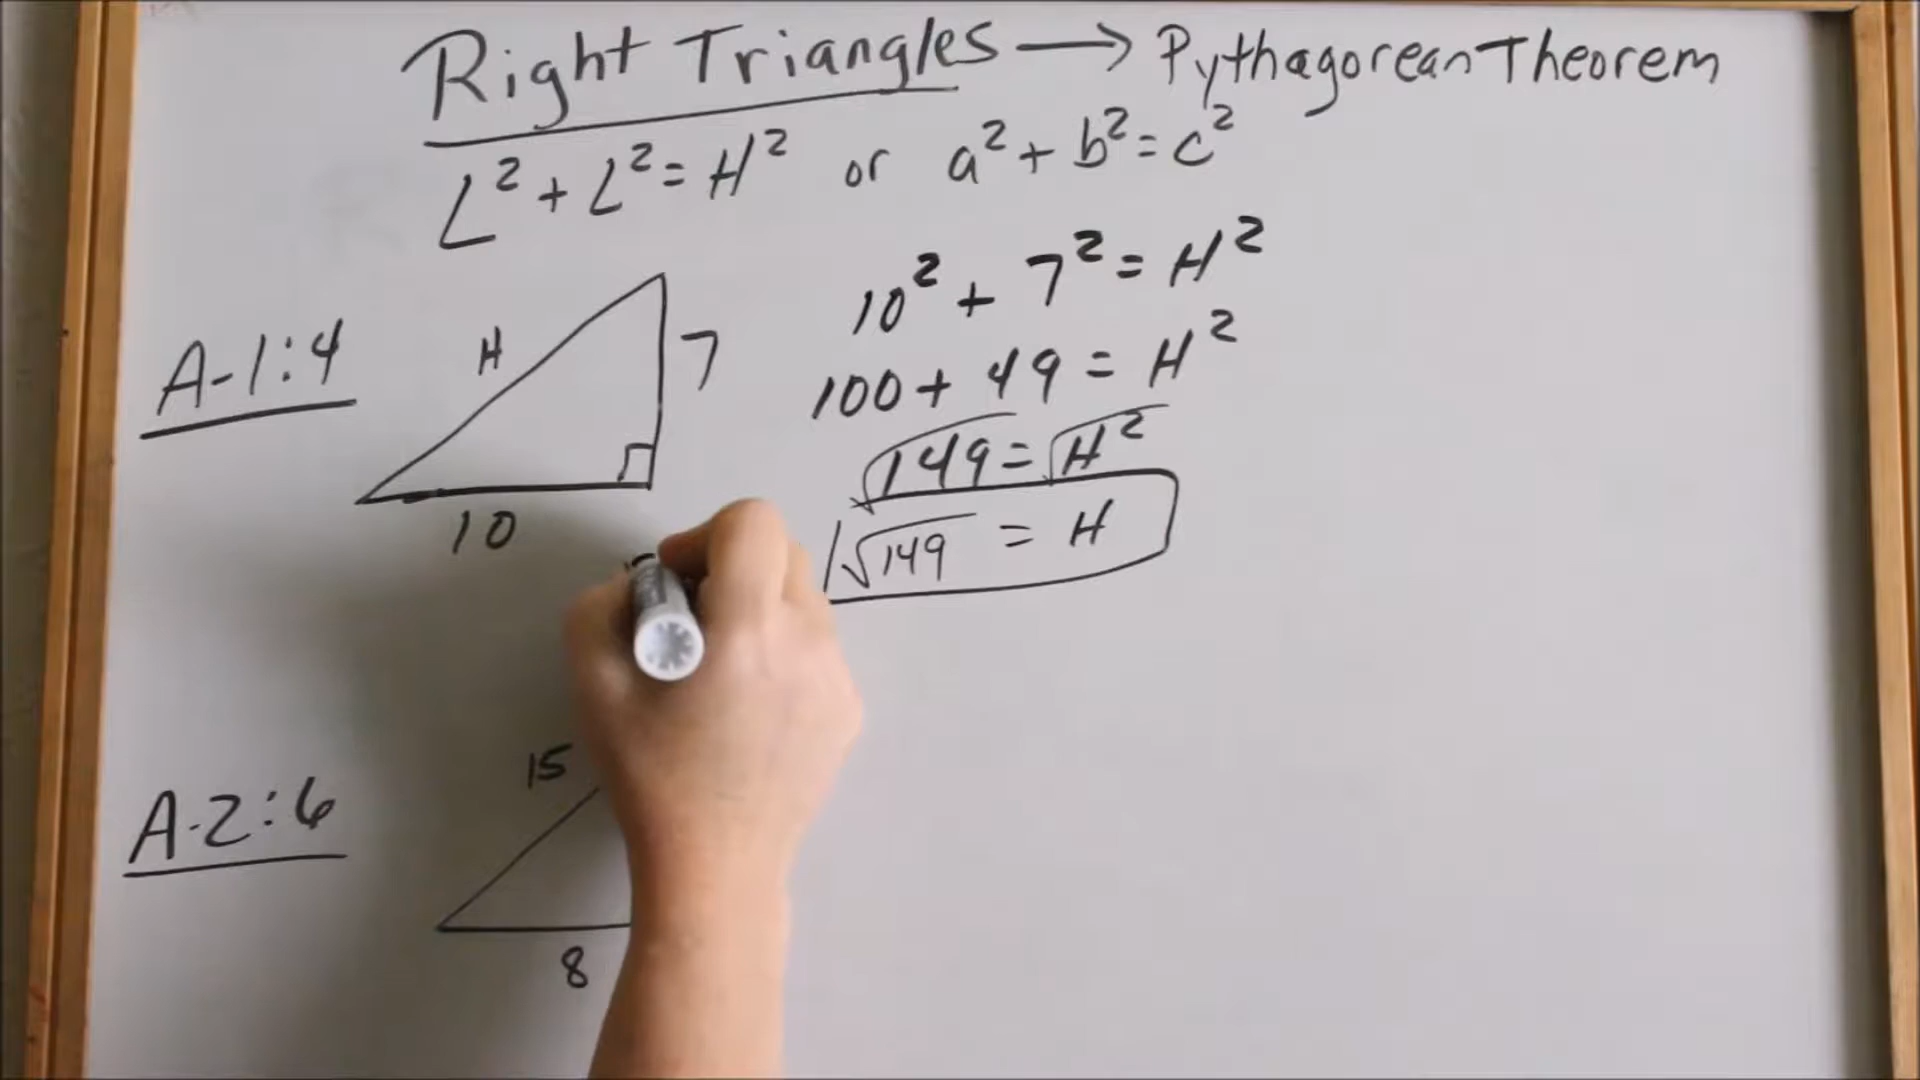 Right Triangles → Pythagorean Theorem
L² + L² = H² or a² + b² = c²
10² + 7² = H²
A-1:4
H
7
100 + 49 = H²
√149 = √H²
10
√149 = H
15
A-2:6
8